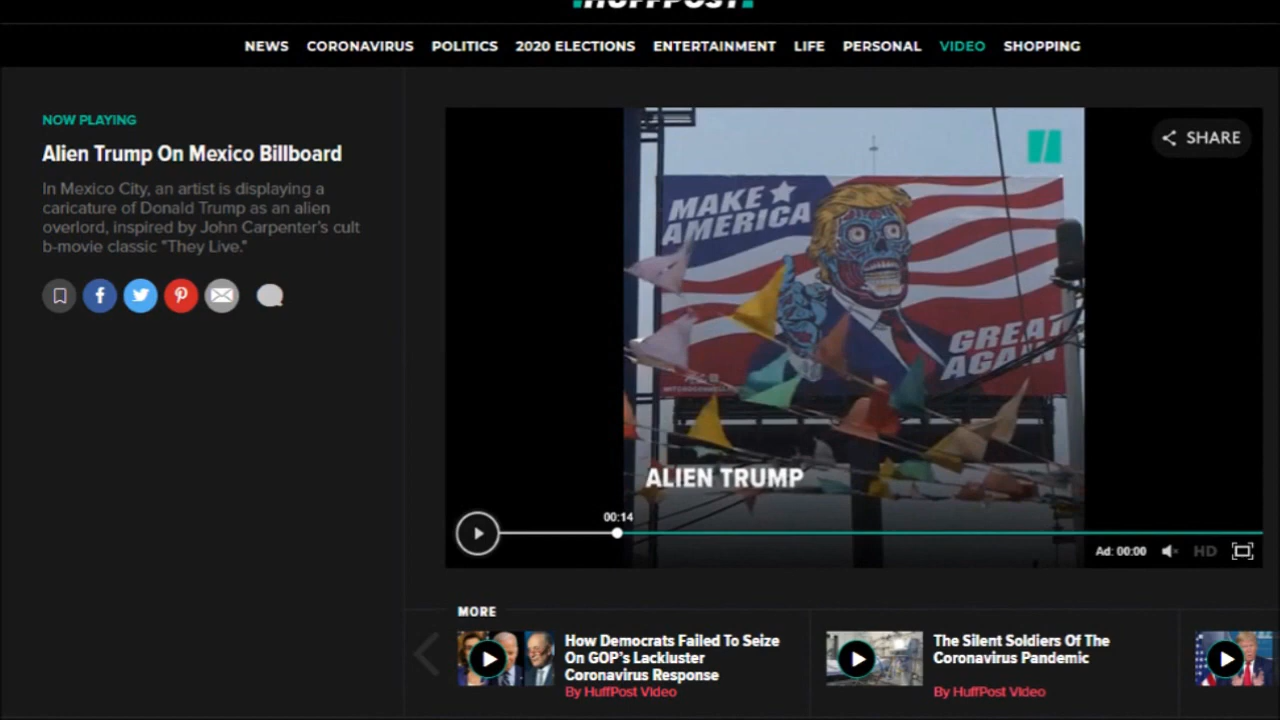 HUFFPOST
NEWS CORONAVIRUS POLITICS 2020 ELECTIONS ENTERTAINMENT LIFE PERSONAL VIDEO SHOPPING
NOW PLAYING
Alien Trump On Mexico Billboard
In Mexico City, an artist is displaying a
caricature of Donald Trump as an alien
overlord, inspired by John Carpenter's cult
b-movie classic "They Live."
SHARE
MAKE
AMERICA
GREAT
AGAIN
ALIEN TRUMP
00:14
Ad: 00:00
HD
MORE
How Democrats Failed To Seize
On GOP's Lackluster
Coronavirus Response
By HuffPost Video
The Silent Soldiers Of The
Coronavirus Pandemic
By HuffPost Video